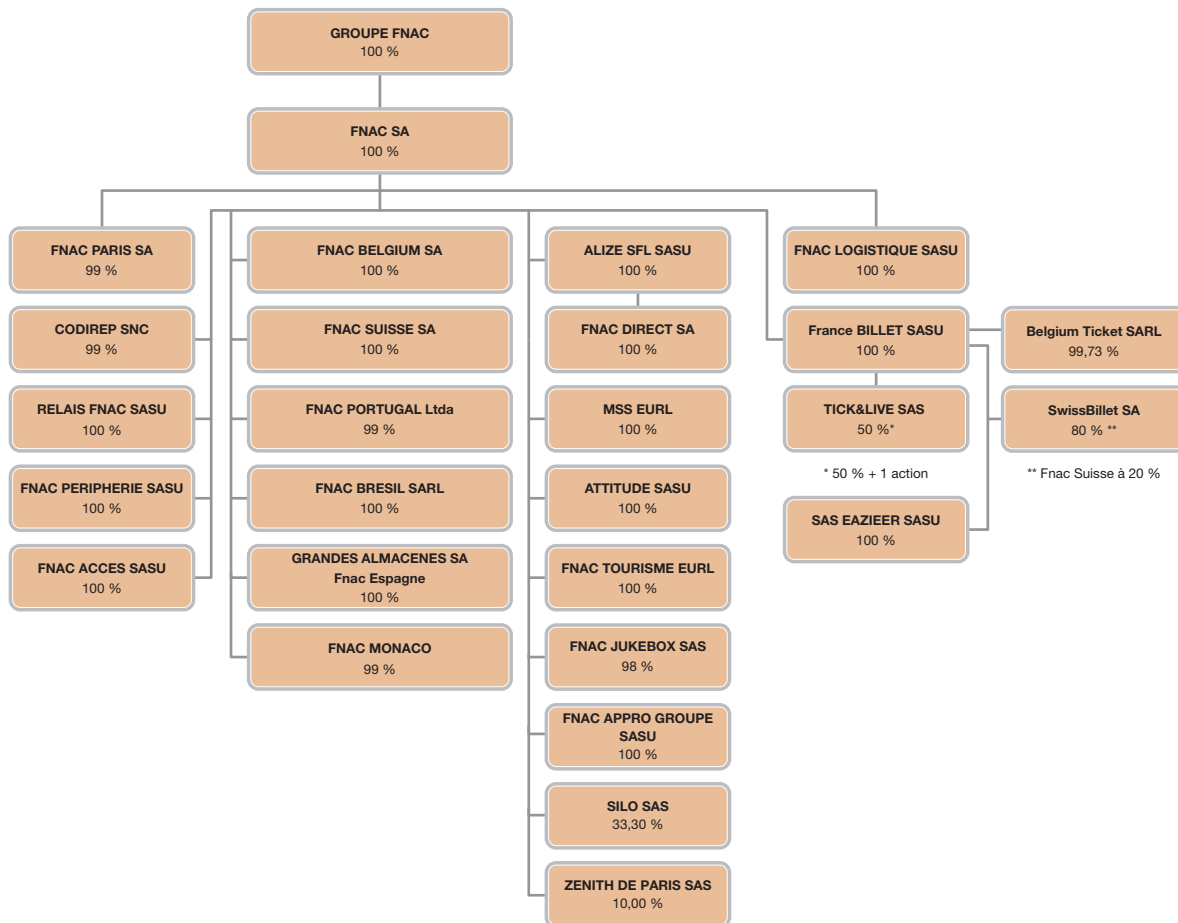 GROUPE FNAC
100 %
FNAC SA
100 %
FNAC PARIS SA
99 %
CODIREP SNC
99 %
RELAIS FNAC SASU
100 %
FNAC PERIPHERIE SASU
100 %
FNAC ACCES SASU
100 %
FNAC BELGIUM SA
100 %
FNAC SUISSE SA
100 %
FNAC PORTUGAL Ltda
99 %
FNAC BRESIL SARL
100 %
GRANDES ALMACENES SA
Fnac Espagne
100 %
FNAC MONACO
99 %
ALIZE SFL SASU
100 %
FNAC DIRECT SA
100 %
MSS EURL
100 %
ATTITUDE SASU
100 %
FNAC TOURISME EURL
100 %
FNAC JUKEBOX SAS
98 %
FNAC APPRO GROUPE
SASU
100 %
SILO SAS
33,30 %
ZENITH DE PARIS SAS
10,00 %
FNAC LOGISTIQUE SASU
100 %
France BILLET SASU
100 %
TICK&LIVE SAS
50 %*
* 50 % + 1 action
SAS EAZIEER SASU
100 %
Belgium Ticket SARL
99,73 %
SwissBillet SA
80 % **
** Fnac Suisse à 20 %